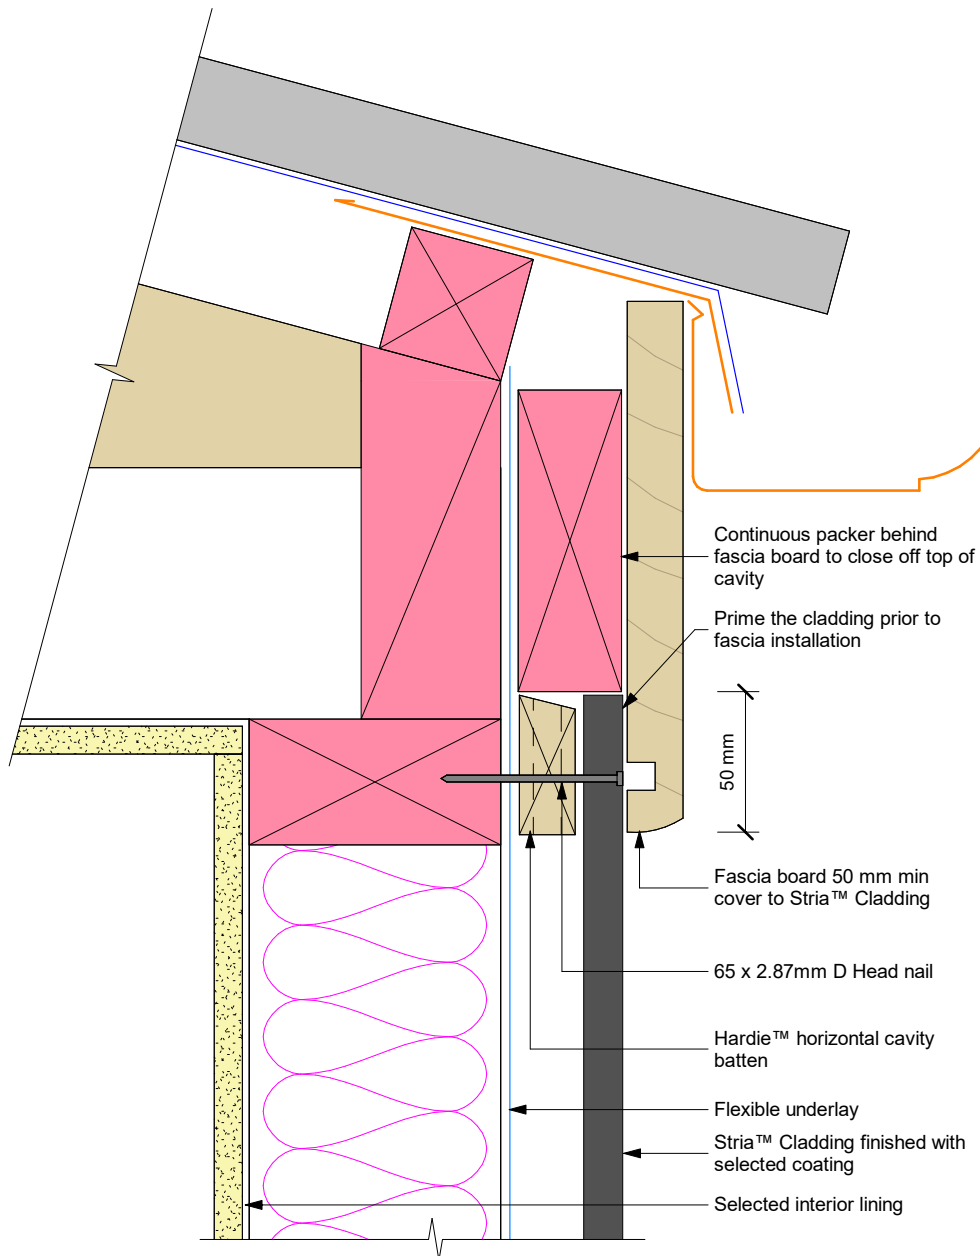 Continuous packer behind
fascia board to close off top of
cavity
Prime the cladding prior to
fascia installation
50 mm
Fascia board 50 mm min
cover to Stria™ Cladding
65 x 2.87mm D Head nail
Hardie™ horizontal cavity
batten
Flexible underlay
Stria™ Cladding finished with
selected coating
Selected interior lining